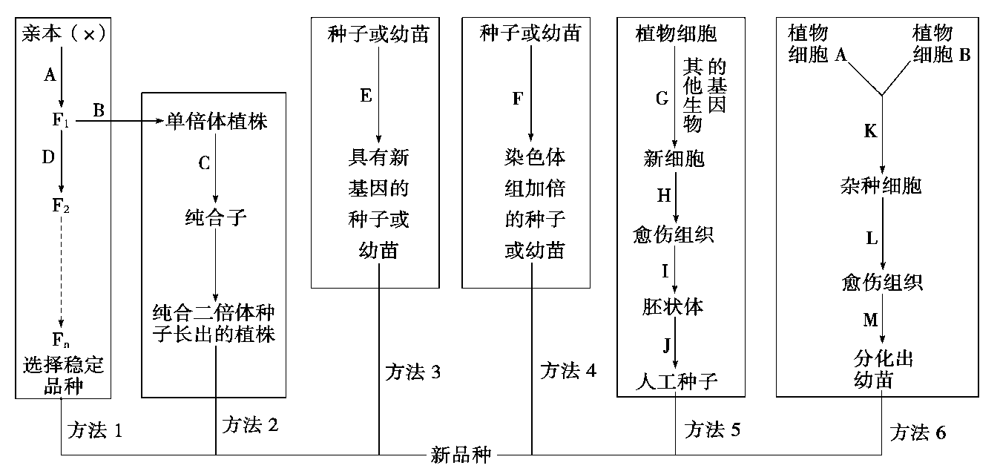 亲本（×）
A
F₁
D
F₂
Fₙ
选择稳定
品种
方法 1
B
单倍体植株
C
纯合子
纯合二倍体种
子长出的植株
方法 2
种子或幼苗
E
具有新
基因的
种子或
幼苗
方法 3
种子或幼苗
F
染色体
组加倍
的种子
或幼苗
方法 4
植物细胞
G
其他生物
的基因
新细胞
H
愈伤组织
I
胚状体
J
人工种子
方法 5
植物
细胞 A
植物
细胞 B
K
杂种细胞
L
愈伤组织
M
分化出
幼苗
方法 6
新品种